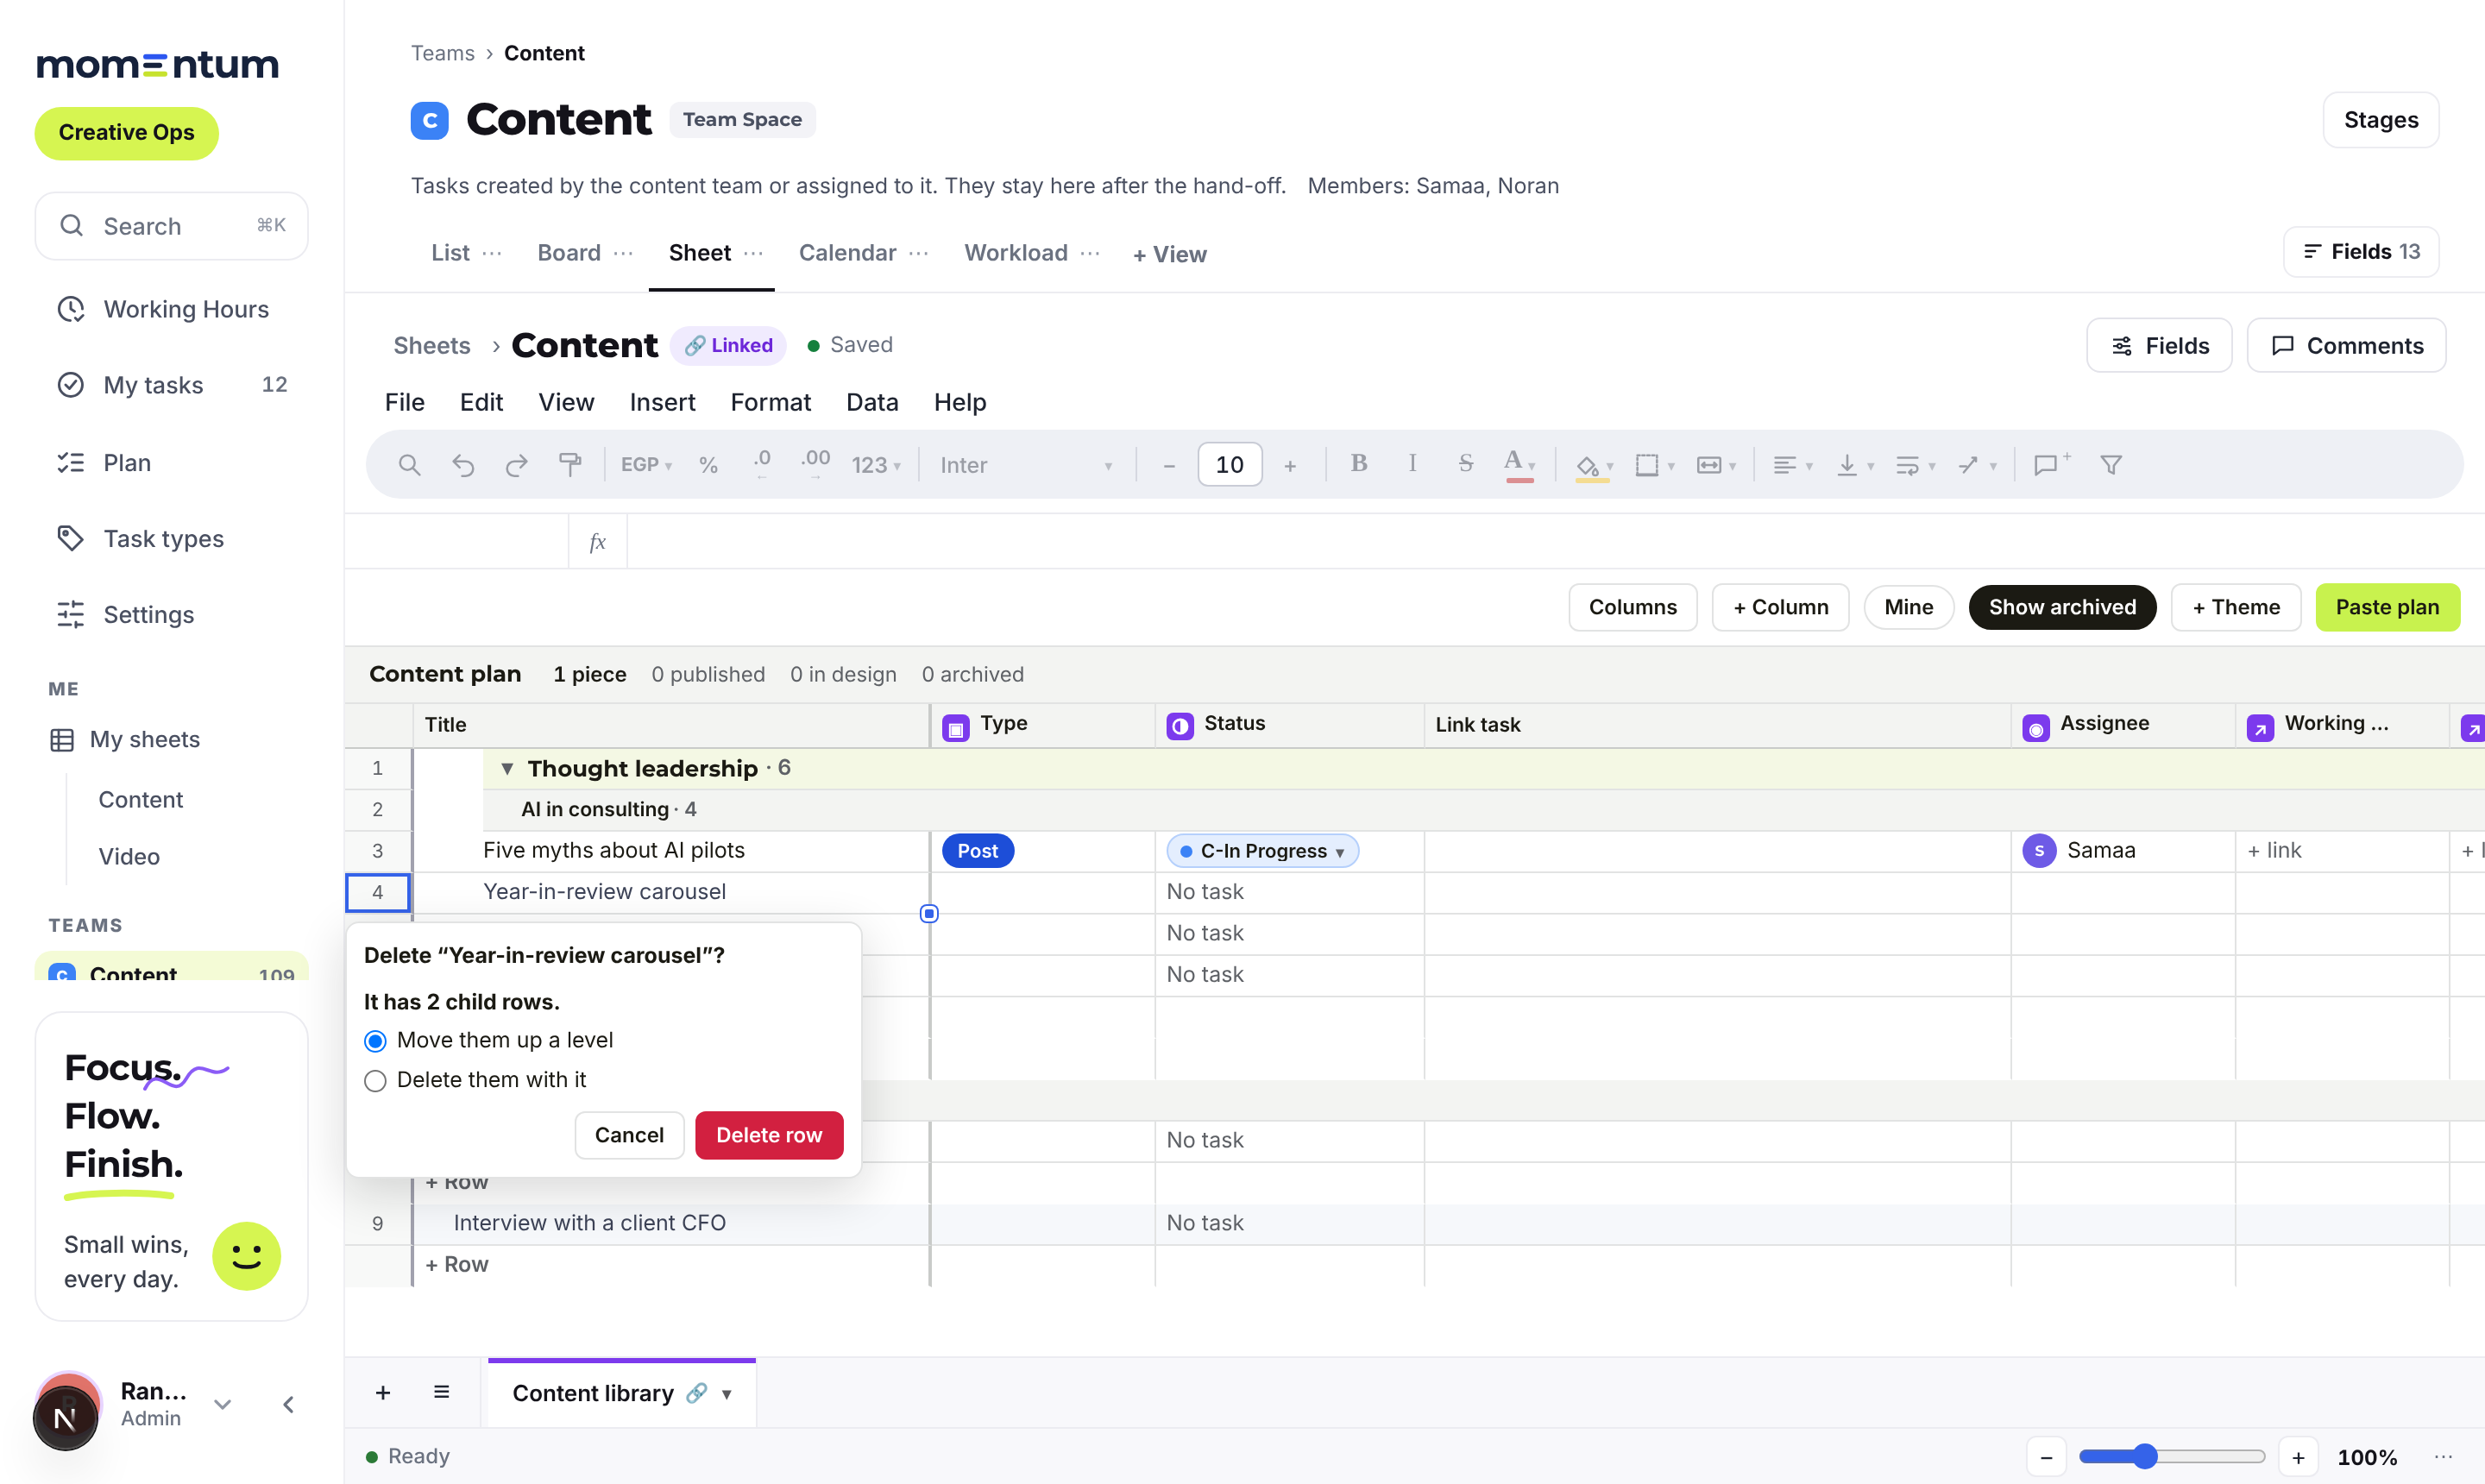 momentum
Creative Ops
Search ⌘K
Working Hours
My tasks 12
Plan
Task types
Settings
ME
My sheets
Content
Video
TEAMS
C Content 109
Focus.
Flow.
Finish.
Small wins,
every day.
N Ran...
Admin
Teams › Content
C Content Team Space
Stages
Tasks created by the content team or assigned to it. They stay here after the hand-off. Members: Samaa, Noran
List ··· Board ··· Sheet ··· Calendar ··· Workload ··· + View
Fields 13
Sheets › Content Linked Saved
Fields Comments
File Edit View Insert Format Data Help
EGP % .0 .00 123 Inter − 10 + B I S A
fx
Columns + Column Mine Show archived + Theme Paste plan
Content plan 1 piece 0 published 0 in design 0 archived
Title Type Status Link task Assignee Working ...
1 Thought leadership · 6
2 AI in consulting · 4
3 Five myths about AI pilots Post C-In Progress S Samaa + link +
4 Year-in-review carousel No task
No task
No task
Delete “Year-in-review carousel”?
It has 2 child rows.
Move them up a level
Delete them with it
Cancel Delete row
No task
+ Row
9 Interview with a client CFO No task
+ Row
+ ≡ Content library
Ready
− + 100% ···